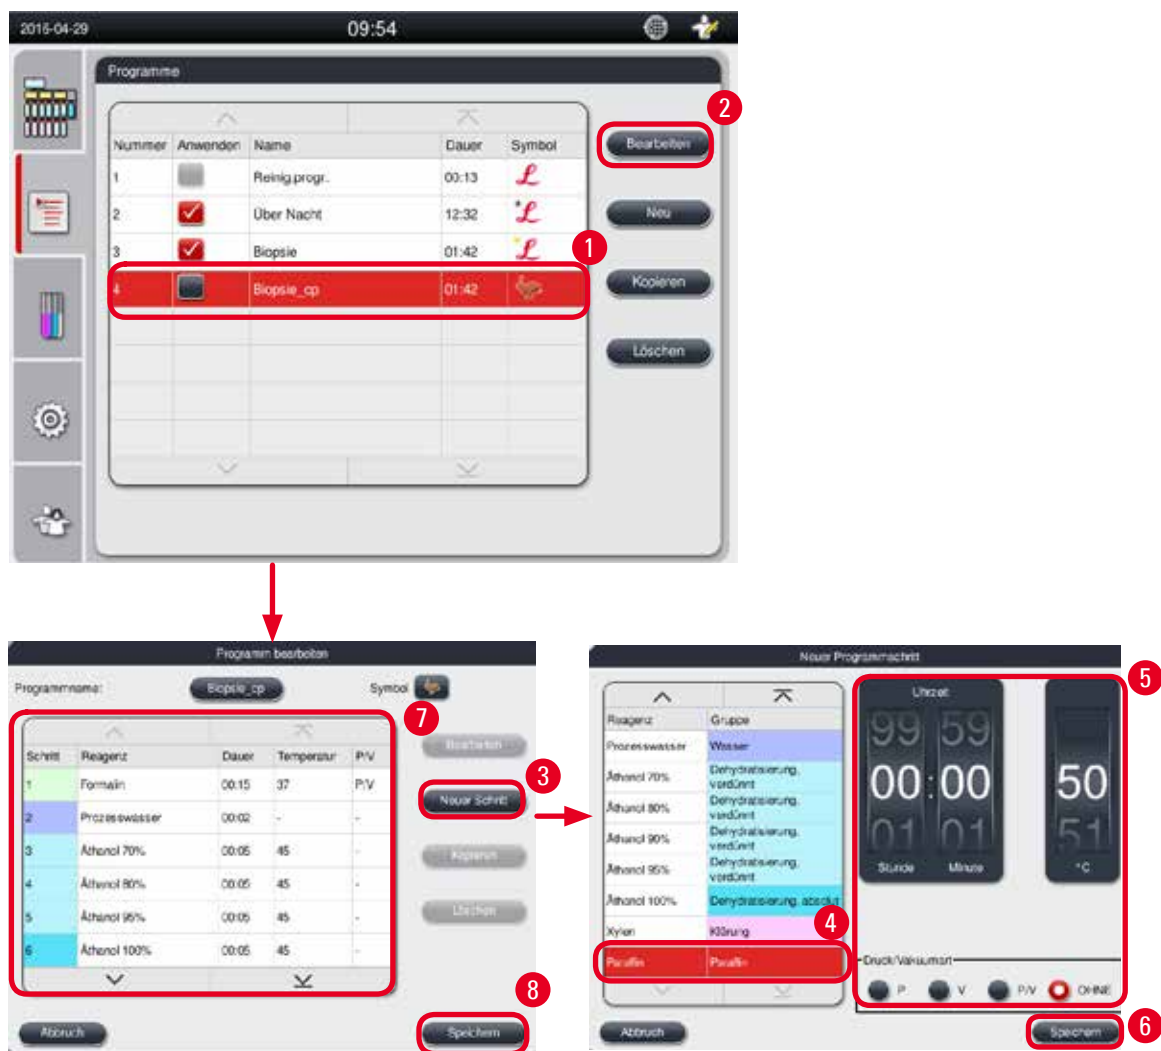 2016-04-29 09:54
Programme
2
Nummer Anwenden Name Dauer Symbol
Bearbeiten
1 Reinig.progr. 00:13
2 Über Nacht 12:32
Neu
3 Biopsie 01:42
1
4 Biopsie_cp 01:42
Kopieren
Löschen
Programm bearbeiten
Programmname: Biopsie_cp Symbol
7
Bearbeiten
Schritt Reagenz Dauer Temperatur P/V
1 Formalin 00:15 37 P/V
3
Neuer Schritt
2 Prozesswasser 00:02 - -
3 Äthanol 70% 00:05 45 -
Kopieren
4 Äthanol 80% 00:05 45 -
Löschen
5 Äthanol 95% 00:05 45 -
6 Äthanol 100% 00:05 45 -
8
Abbruch Speichern
Neuer Programmschritt
5
Reagenz Gruppe
Prozesswasser Wasser
Äthanol 70% Dehydratisierung,
verdünnt
Äthanol 80% Dehydratisierung,
verdünnt
Äthanol 90% Dehydratisierung,
verdünnt
Äthanol 95% Dehydratisierung,
verdünnt
Äthanol 100% Dehydratisierung, absolut
4
Xylen Klärung
Paraffin Paraffin
Uhrzeit
99 59
00:00 50
01 01 51
Stunde Minute °C
Druck/Vakuumart
P V P/V OHNE
Abbruch Speichern
6